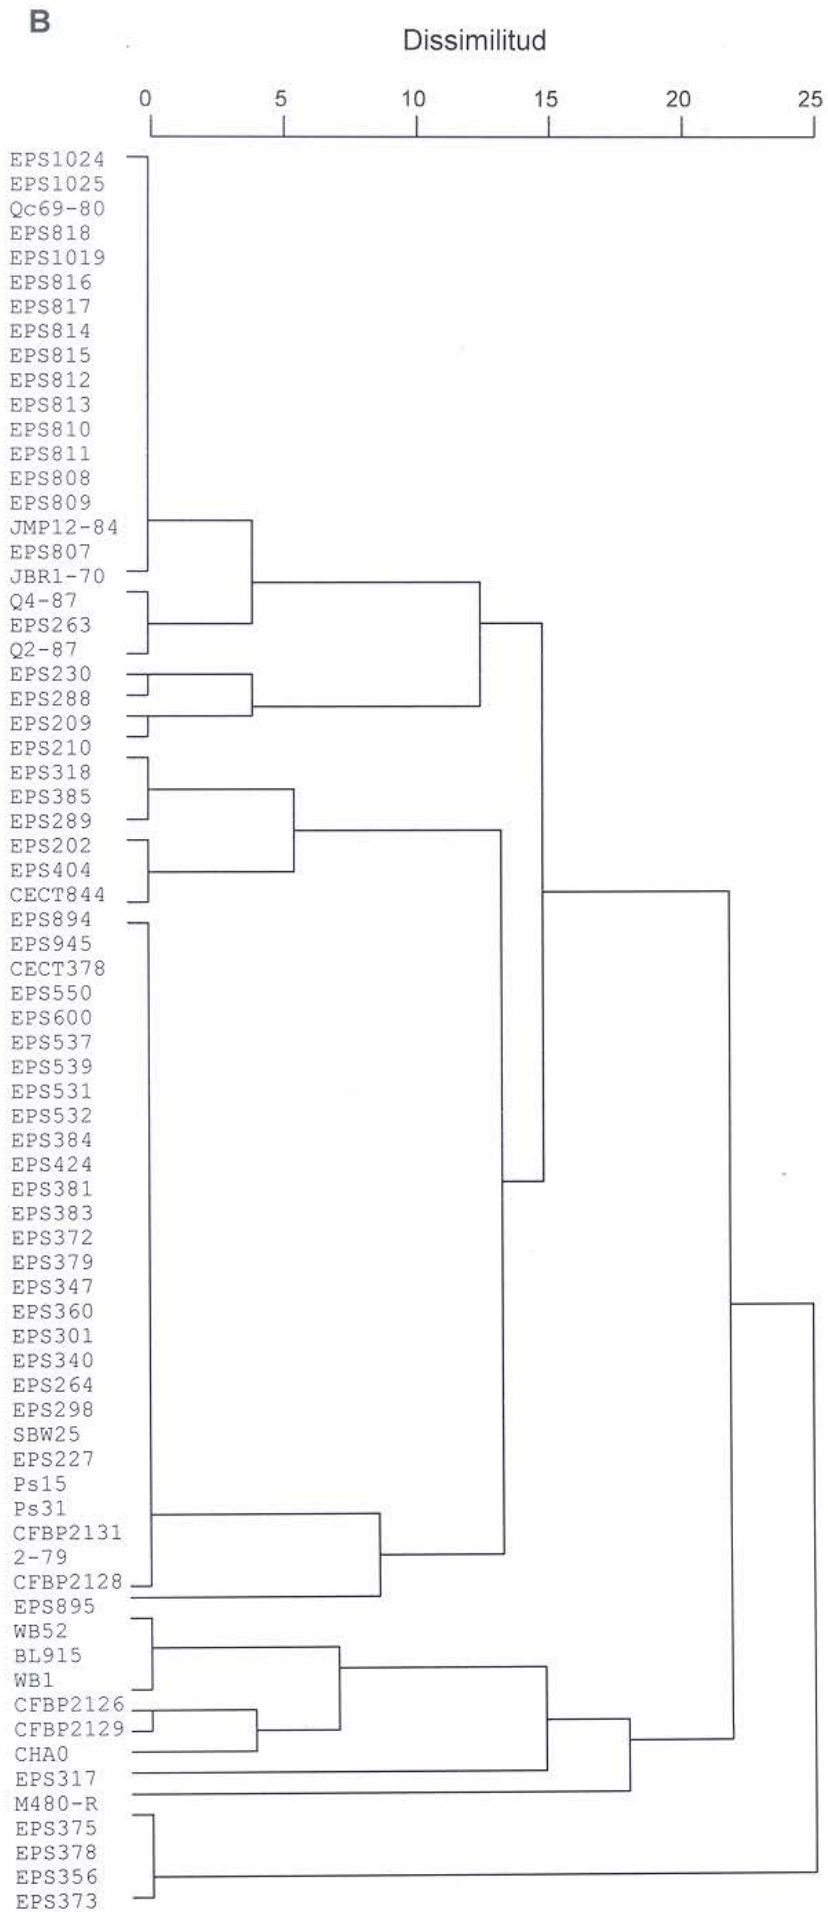 B
Dissimilitud
0 5 10 15 20 25
EPS1024
EPS1025
Qc69-80
EPS818
EPS1019
EPS816
EPS817
EPS814
EPS815
EPS812
EPS813
EPS810
EPS811
EPS808
EPS809
JMP12-84
EPS807
JBR1-70
Q4-87
EPS263
Q2-87
EPS230
EPS288
EPS209
EPS210
EPS318
EPS385
EPS289
EPS202
EPS404
CECT844
EPS894
EPS945
CECT378
EPS550
EPS600
EPS537
EPS539
EPS531
EPS532
EPS384
EPS424
EPS381
EPS383
EPS372
EPS379
EPS347
EPS360
EPS301
EPS340
EPS264
EPS298
SBW25
EPS227
Ps15
Ps31
CFBP2131
2-79
CFBP2128
EPS895
WB52
BL915
WB1
CFBP2126
CFBP2129
CHA0
EPS317
M480-R
EPS375
EPS378
EPS356
EPS373